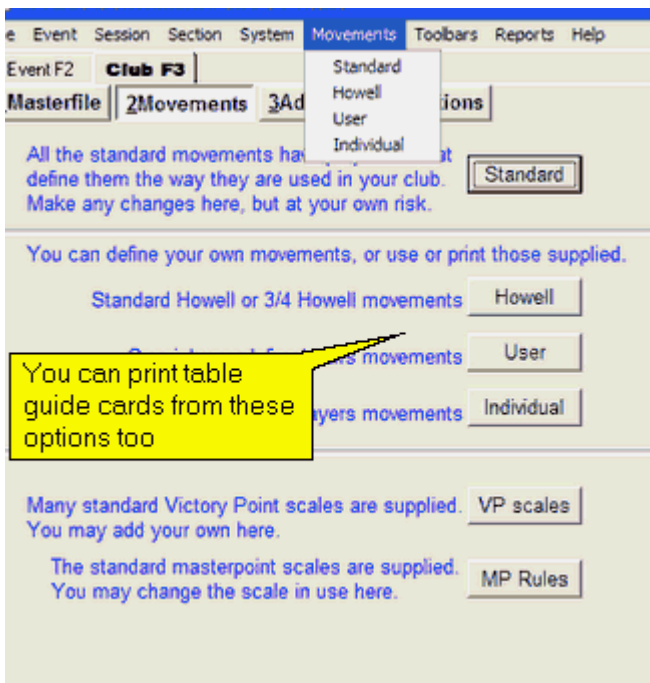 e Event Session Section System Movements Toolbars Reports Help
Event F2 Club F3
Masterfile 2Movements 3Ad ions
Standard
Howell
User
Individual
All the standard movements hav at
define them the way they are used in your club.
Make any changes here, but at your own risk.
Standard
You can define your own movements, or use or print those supplied.
Standard Howell or 3/4 Howell movements Howell
movements User
You can print table
guide cards from these
options too
ayers movements Individual
Many standard Victory Point scales are supplied.
You may add your own here.
VP scales
The standard masterpoint scales are supplied.
You may change the scale in use here.
MP Rules